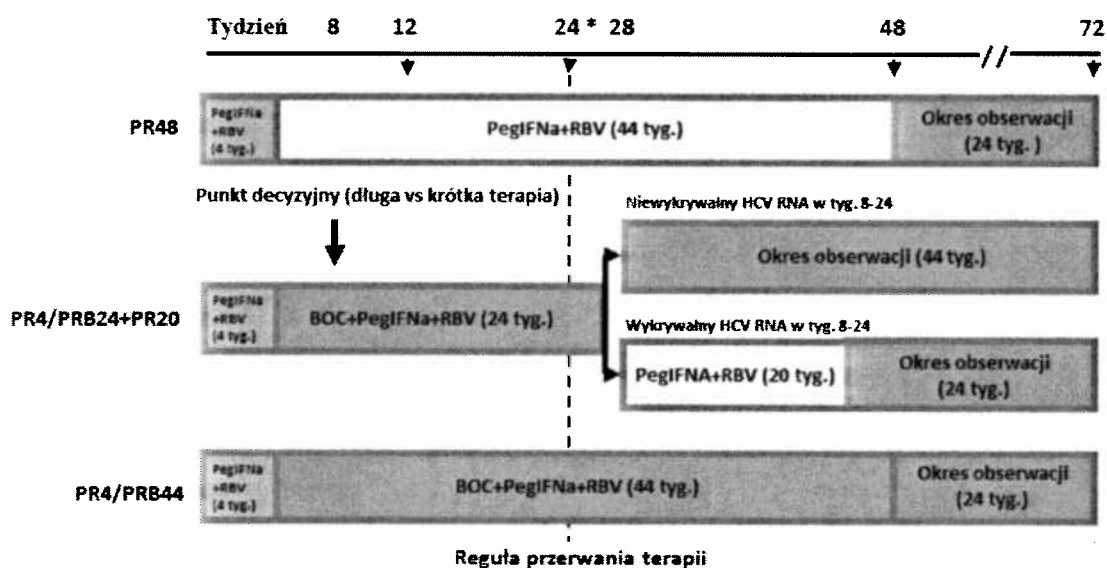 Tydzień 8 12 24 * 28 48 72
PR48
PegIFNa
+RBV
(4 tyg.)
PegIFNa+RBV (44 tyg.)
Okres obserwacji
(24 tyg. )
Punkt decyzyjny (długa vs krótka terapia)
Niewykrywalny HCV RNA w tyg. 8-24
Okres obserwacji (44 tyg.)
PR4/PRB24+PR20
PegIFNa
+RBV
(4 tyg.)
BOC+PegIFNa+RBV (24 tyg.)
Wykrywalny HCV RNA w tyg. 8-24
PegIFNA+RBV (20 tyg.)
Okres obserwacji
(24 tyg.)
PR4/PRB44
PegIFNa
+RBV
(4 tyg.)
BOC+PegIFNa+RBV (44 tyg.)
Okres obserwacji
(24 tyg.)
Reguła przerwania terapii